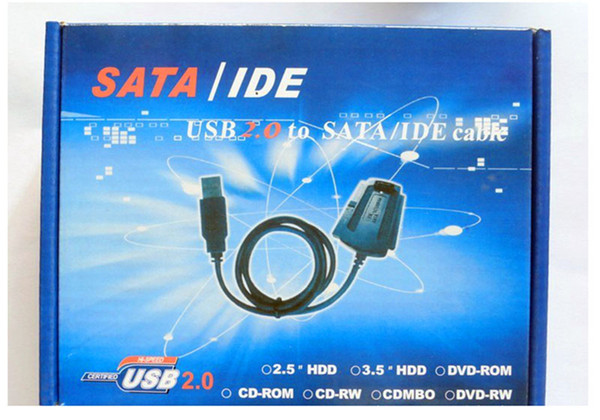 SATA / IDE
USB 2.0 to SATA/IDE cable
HI-SPEED
CERTIFIED USB 2.0
○ 2.5" HDD ○ 3.5" HDD ○ DVD-ROM
○ CD-ROM ○ CD-RW ○ CDMBO ○ DVD-RW